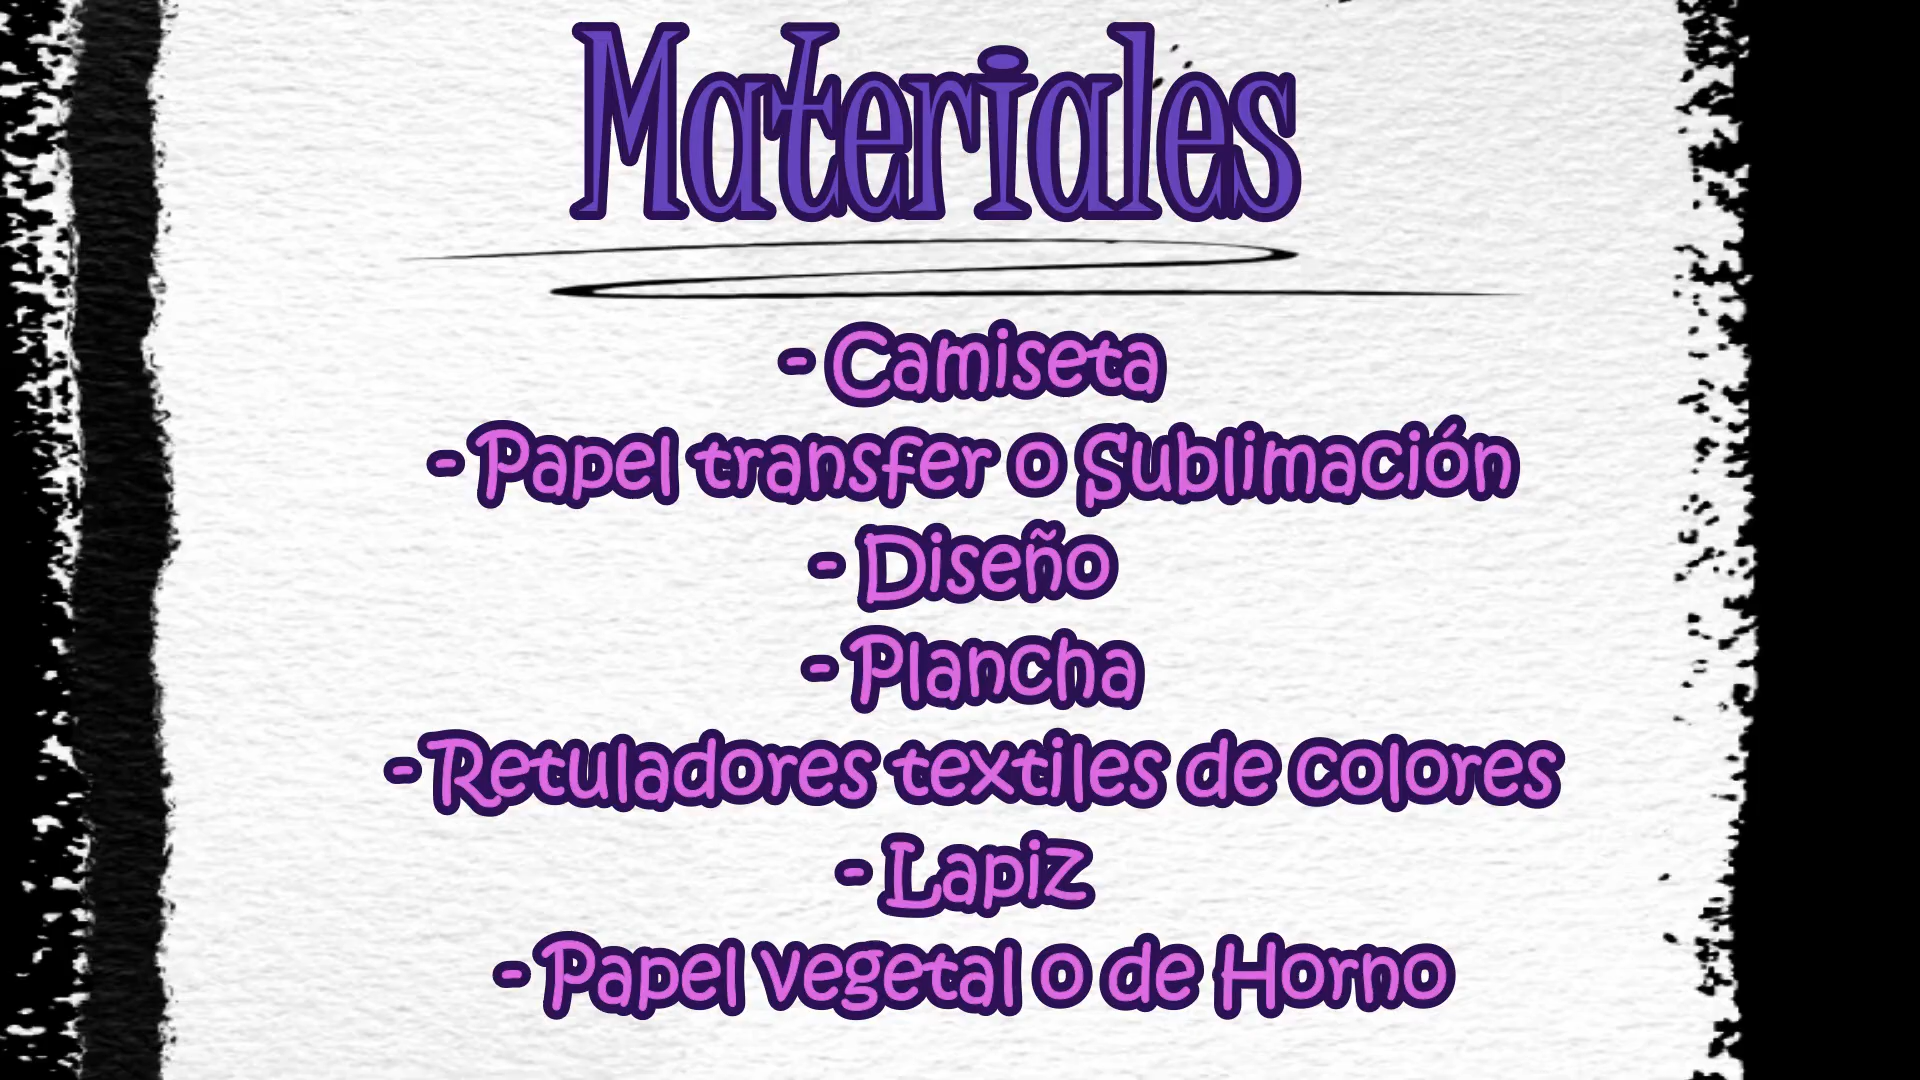 Materiales
- Camiseta
- Papel transfer o Sublimación
- Diseño
- Plancha
- Retuladores textiles de colores
- Lapiz
- Papel vegetal o de Horno